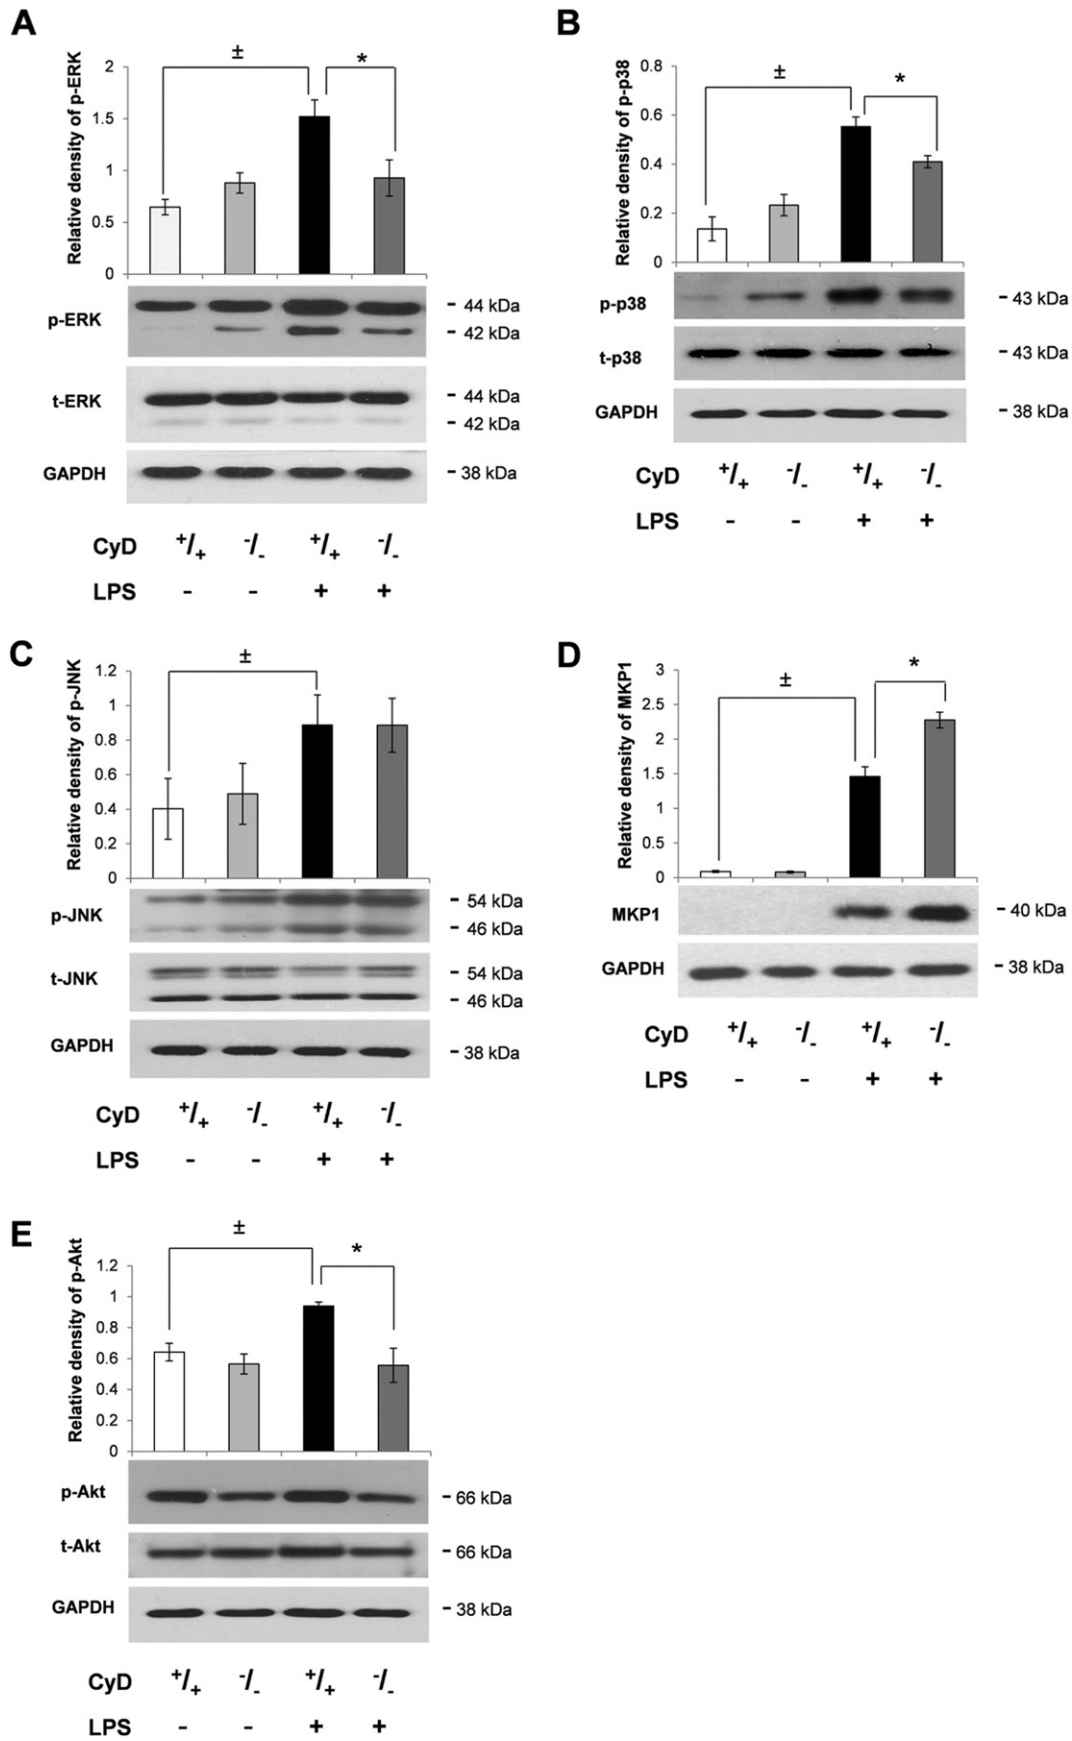 A
± *
Relative density of p-ERK
2
1.5
1
0.5
0
p-ERK
- 44 kDa
- 42 kDa
t-ERK
- 44 kDa
- 42 kDa
GAPDH - 38 kDa
CyD +/+ -/- +/+ -/-
LPS - - + +
B
± *
Relative density of p-p38
0.8
0.6
0.4
0.2
0
p-p38 - 43 kDa
t-p38 - 43 kDa
GAPDH - 38 kDa
CyD +/+ -/- +/+ -/-
LPS - - + +
C
±
Relative density of p-JNK
1.2
1
0.8
0.6
0.4
0.2
0
p-JNK
- 54 kDa
- 46 kDa
t-JNK
- 54 kDa
- 46 kDa
GAPDH - 38 kDa
CyD +/+ -/- +/+ -/-
LPS - - + +
D
± *
Relative density of MKP1
3
2.5
2
1.5
1
0.5
0
MKP1 - 40 kDa
GAPDH - 38 kDa
CyD +/+ -/- +/+ -/-
LPS - - + +
E
± *
Relative density of p-Akt
1.2
1
0.8
0.6
0.4
0.2
0
p-Akt - 66 kDa
t-Akt - 66 kDa
GAPDH - 38 kDa
CyD +/+ -/- +/+ -/-
LPS - - + +